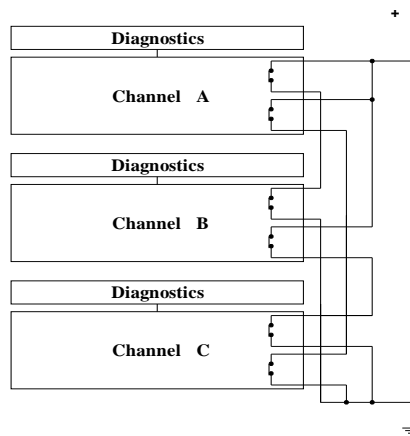 +
Diagnostics
Channel A
Diagnostics
Channel B
Diagnostics
Channel C